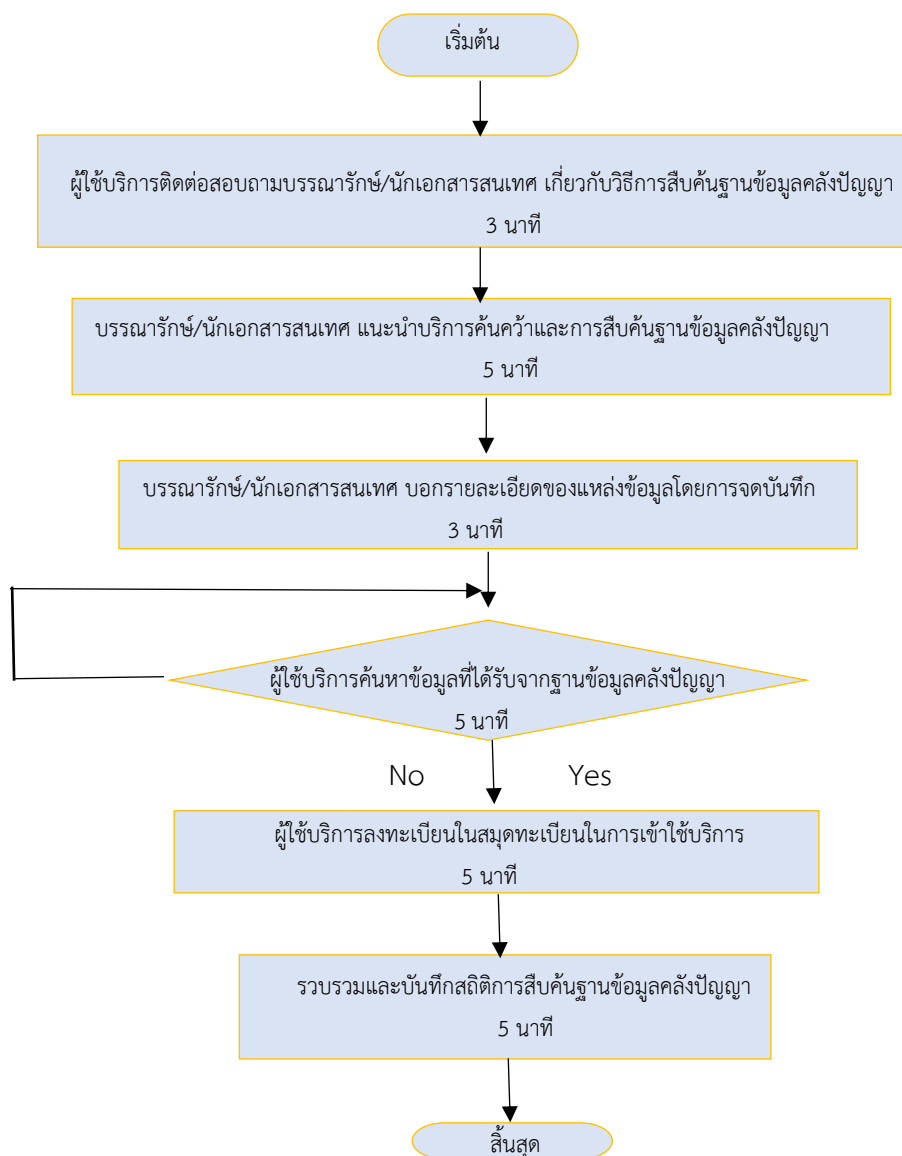 เริ่มต้น
ผู้ใช้บริการติดต่อสอบถามบรรณารักษ์/นักเอกสารสนเทศ เกี่ยวกับวิธีการสืบค้นฐานข้อมูลคลังปัญญา
3 นาที
บรรณารักษ์/นักเอกสารสนเทศ แนะนำบริการค้นคว้าและการสืบค้นฐานข้อมูลคลังปัญญา
5 นาที
บรรณารักษ์/นักเอกสารสนเทศ บอกรายละเอียดของแหล่งข้อมูลโดยการจดบันทึก
3 นาที
ผู้ใช้บริการค้นหาข้อมูลที่ได้รับจากฐานข้อมูลคลังปัญญา
5 นาที
No Yes
ผู้ใช้บริการลงทะเบียนในสมุดทะเบียนในการเข้าใช้บริการ
5 นาที
รวบรวมและบันทึกสถิติการสืบค้นฐานข้อมูลคลังปัญญา
5 นาที
สิ้นสุด